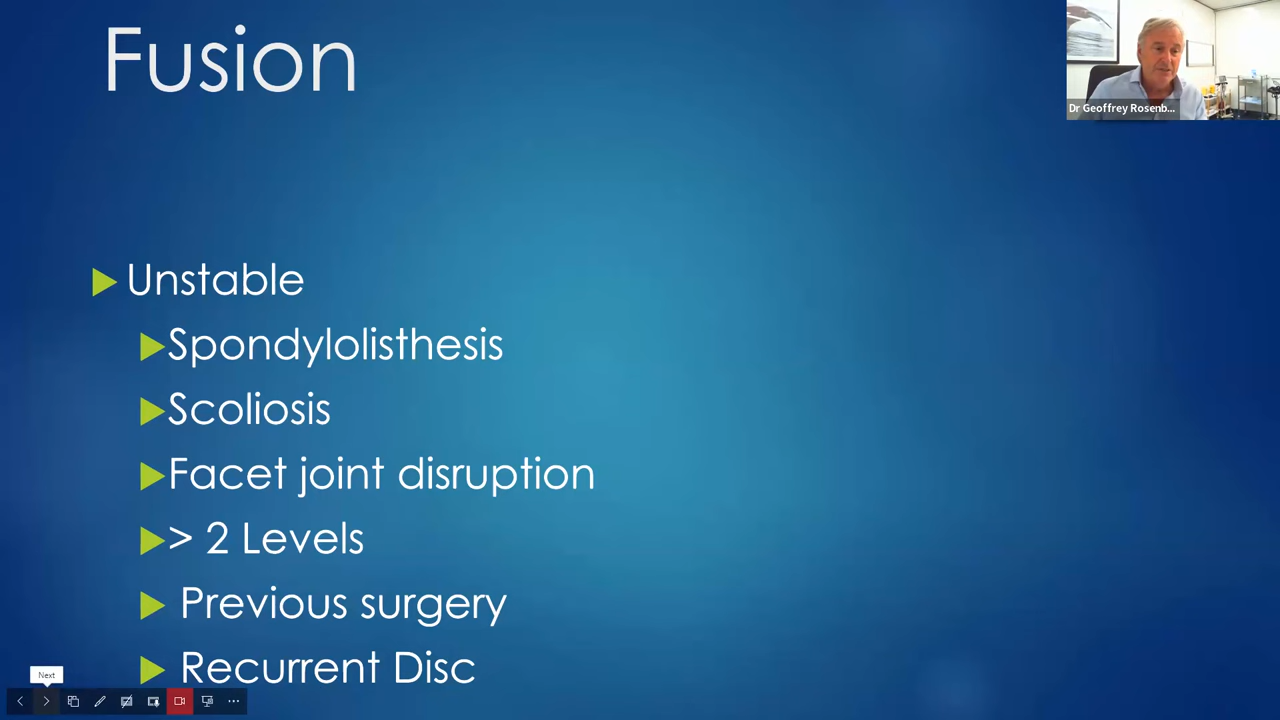 Fusion
Dr Geoffrey Rosenb...
Unstable
Spondylolisthesis
Scoliosis
Facet joint disruption
> 2 Levels
Previous surgery
Recurrent Disc
Next